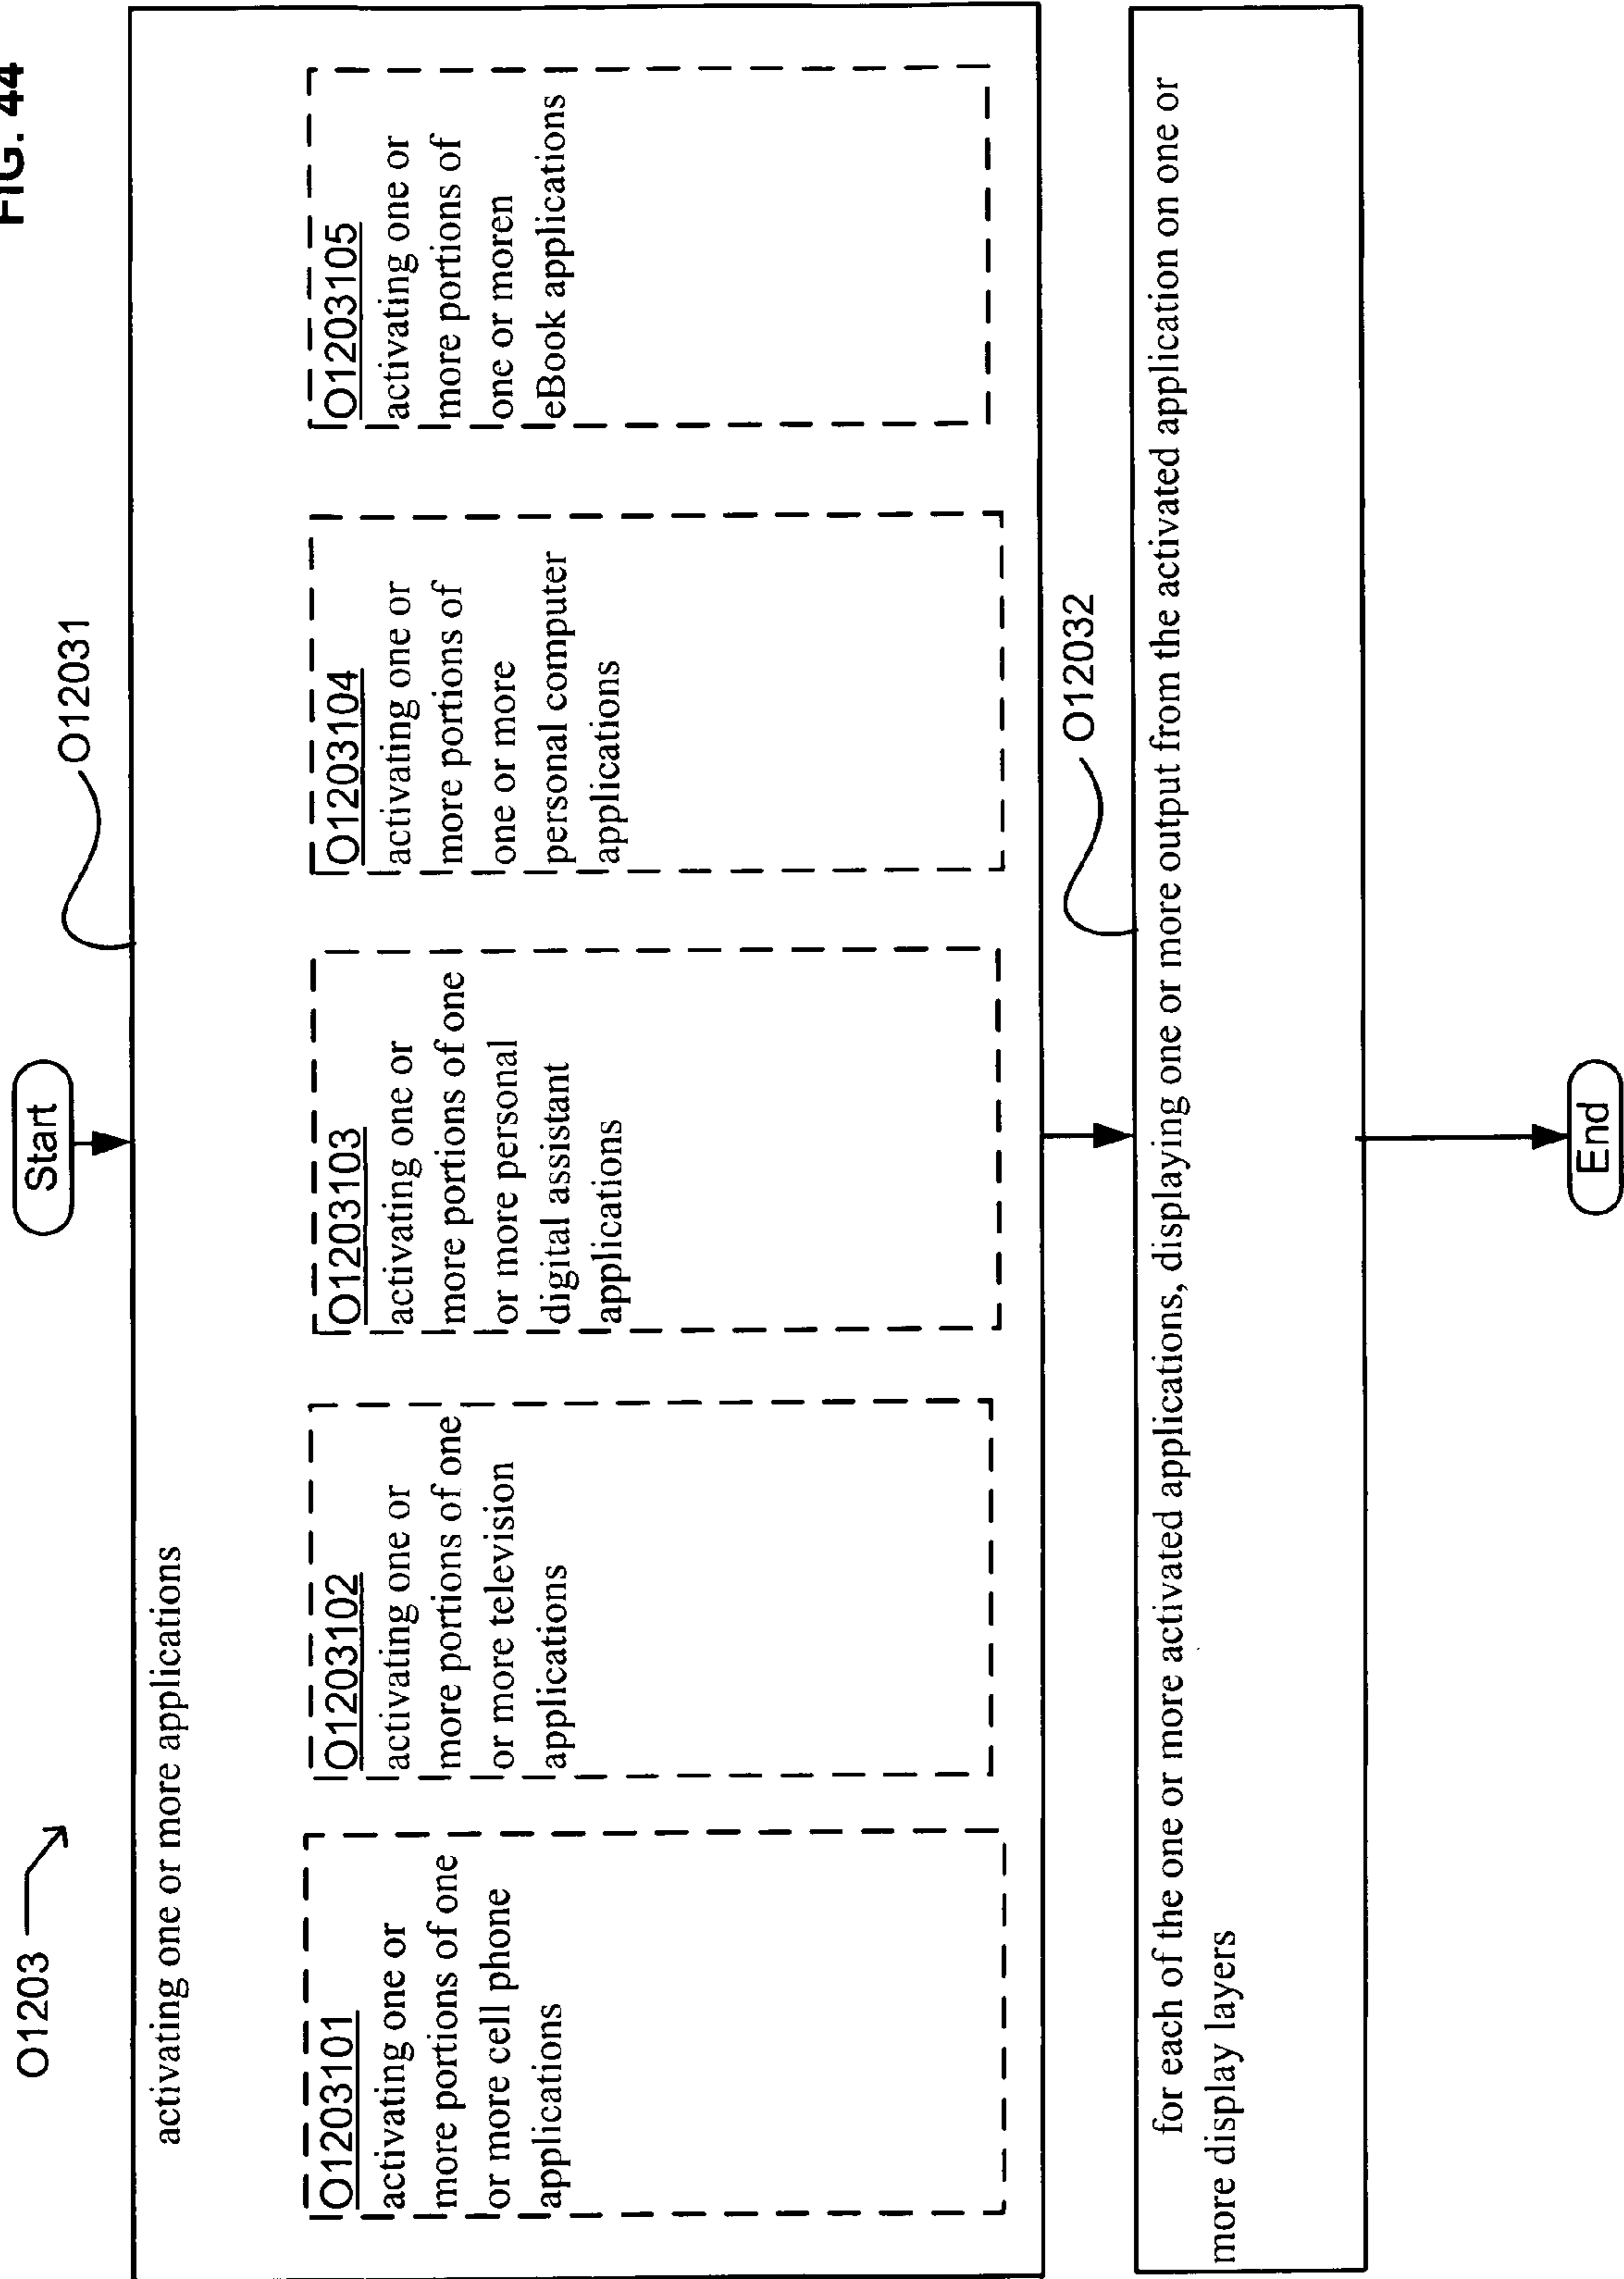 FIG. 44
O1203
Start
O12031
activating one or more applications
O1203101
activating one or
more portions of one
or more cell phone
applications
O1203102
activating one or
more portions of one
or more television
applications
O1203103
activating one or
more portions of one
or more personal
digital assistant
applications
O1203104
activating one or
more portions of
one or more
personal computer
applications
O1203105
activating one or
more portions of
one or moren
eBook applications
O12032
for each of the one or more activated applications, displaying one or more output from the activated application on one or
more display layers
End